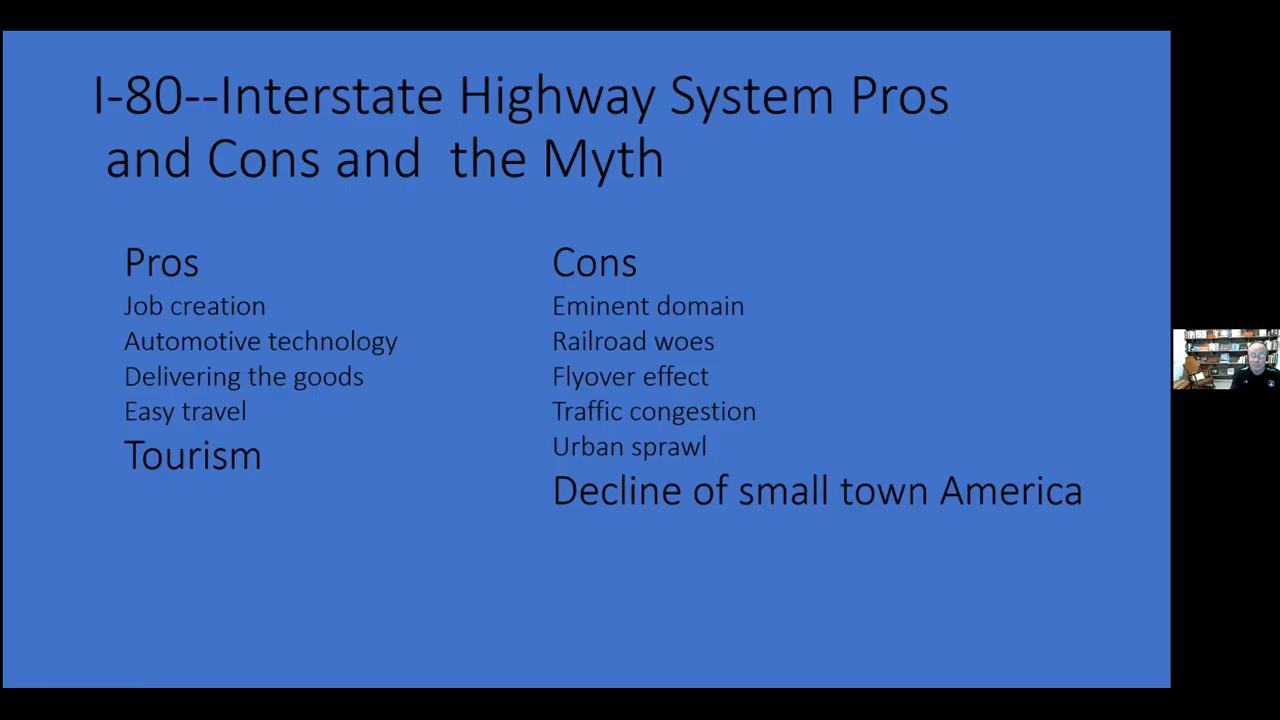 I-80--Interstate Highway System Pros
and Cons and  the Myth
Pros
Job creation
Automotive technology
Delivering the goods
Easy travel
Tourism
Cons
Eminent domain
Railroad woes
Flyover effect
Traffic congestion
Urban sprawl
Decline of small town America